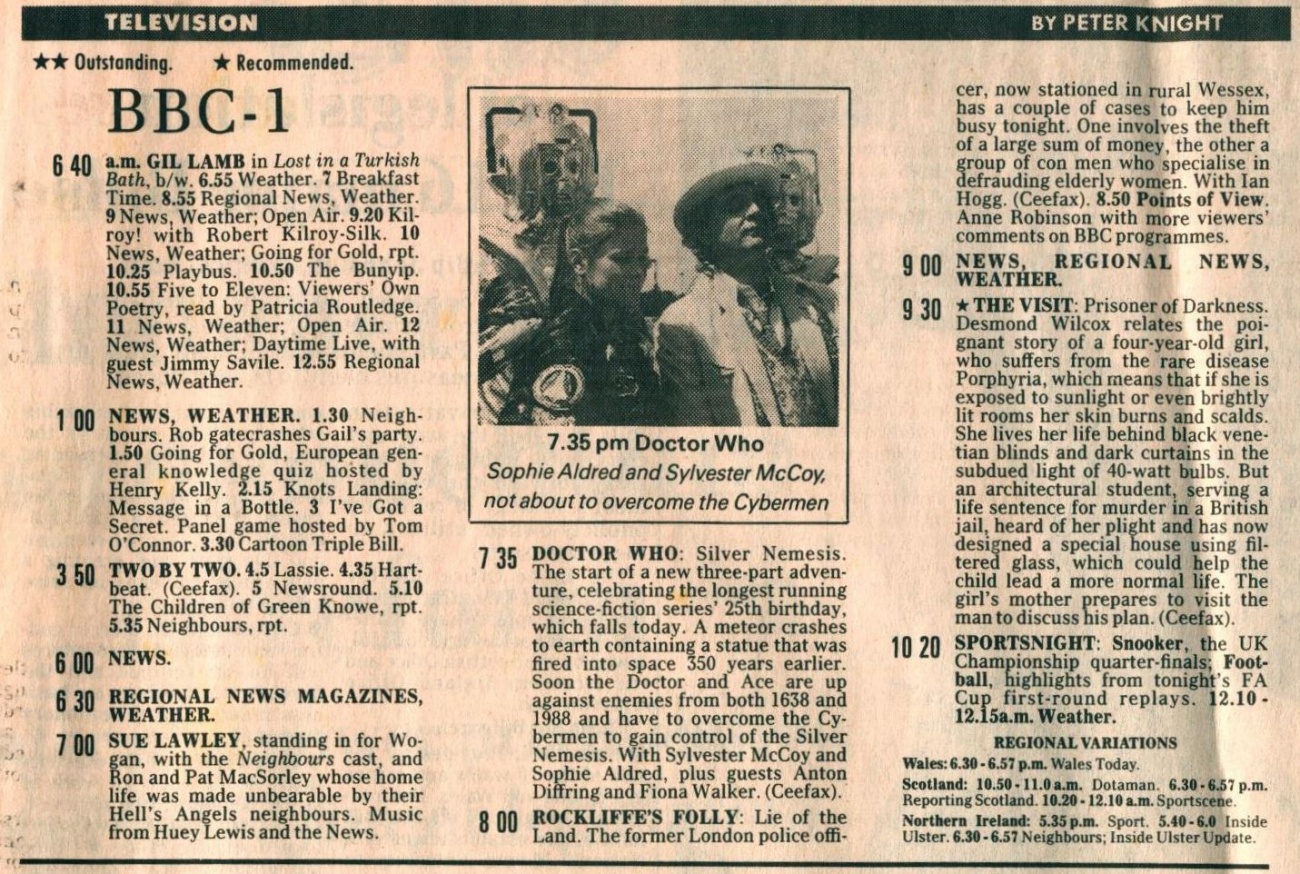 TELEVISION
BY PETER KNIGHT
★★ Outstanding. ★ Recommended.
BBC-1
6 40 a.m. GIL LAMB in Lost in a Turkish
Bath, b/w. 6.55 Weather. 7 Breakfast
Time. 8.55 Regional News, Weather.
9 News, Weather; Open Air. 9.20 Kil-
roy! with Robert Kilroy-Silk. 10
News, Weather; Going for Gold, rpt.
10.25 Playbus. 10.50 The Bunyip.
10.55 Five to Eleven: Viewers' Own
Poetry, read by Patricia Routledge.
11 News, Weather; Open Air. 12
News, Weather; Daytime Live, with
guest Jimmy Savile. 12.55 Regional
News, Weather.
1 00 NEWS, WEATHER. 1.30 Neigh-
bours. Rob gatecrashes Gail's party.
1.50 Going for Gold, European gen-
eral knowledge quiz hosted by
Henry Kelly. 2.15 Knots Landing:
Message in a Bottle. 3 I've Got a
Secret. Panel game hosted by Tom
O'Connor. 3.30 Cartoon Triple Bill.
3 50 TWO BY TWO. 4.5 Lassie. 4.35 Hart-
beat. (Ceefax). 5 Newsround. 5.10
The Children of Green Knowe, rpt.
5.35 Neighbours, rpt.
6 00 NEWS.
6 30 REGIONAL NEWS MAGAZINES,
WEATHER.
7 00 SUE LAWLEY, standing in for Wo-
gan, with the Neighbours cast, and
Ron and Pat MacSorley whose home
life was made unbearable by their
Hell's Angels neighbours. Music
from Huey Lewis and the News.
7.35 pm Doctor Who
Sophie Aldred and Sylvester McCoy,
not about to overcome the Cybermen
7 35 DOCTOR WHO: Silver Nemesis.
The start of a new three-part adven-
ture, celebrating the longest running
science-fiction series' 25th birthday,
which falls today. A meteor crashes
to earth containing a statue that was
fired into space 350 years earlier.
Soon the Doctor and Ace are up
against enemies from both 1638 and
1988 and have to overcome the Cy-
bermen to gain control of the Silver
Nemesis. With Sylvester McCoy and
Sophie Aldred, plus guests Anton
Diffring and Fiona Walker. (Ceefax).
8 00 ROCKLIFFE'S FOLLY: Lie of the
Land. The former London police offi-
cer, now stationed in rural Wessex,
has a couple of cases to keep him
busy tonight. One involves the theft
of a large sum of money, the other a
group of con men who specialise in
defrauding elderly women. With Ian
Hogg. (Ceefax). 8.50 Points of View.
Anne Robinson with more viewers'
comments on BBC programmes.
9 00 NEWS, REGIONAL NEWS,
WEATHER.
9 30 ★ THE VISIT: Prisoner of Darkness.
Desmond Wilcox relates the poi-
gnant story of a four-year-old girl,
who suffers from the rare disease
Porphyria, which means that if she is
exposed to sunlight or even brightly
lit rooms her skin burns and scalds.
She lives her life behind black vene-
tian blinds and dark curtains in the
subdued light of 40-watt bulbs. But
an architectural student, serving a
life sentence for murder in a British
jail, heard of her plight and has now
designed a special house using fil-
tered glass, which could help the
child lead a more normal life. The
girl's mother prepares to visit the
man to discuss his plan. (Ceefax).
10 20 SPORTSNIGHT: Snooker, the UK
Championship quarter-finals; Foot-
ball, highlights from tonight's FA
Cup first-round replays. 12.10 -
12.15a.m. Weather.
REGIONAL VARIATIONS
Wales: 6.30 - 6.57 p.m. Wales Today.
Scotland: 10.50 - 11.0 a.m. Dotaman. 6.30 - 6.57 p.m.
Reporting Scotland. 10.20 - 12.10 a.m. Sportscene.
Northern Ireland: 5.35 p.m. Sport. 5.40 - 6.0 Inside
Ulster. 6.30 - 6.57 Neighbours; Inside Ulster Update.